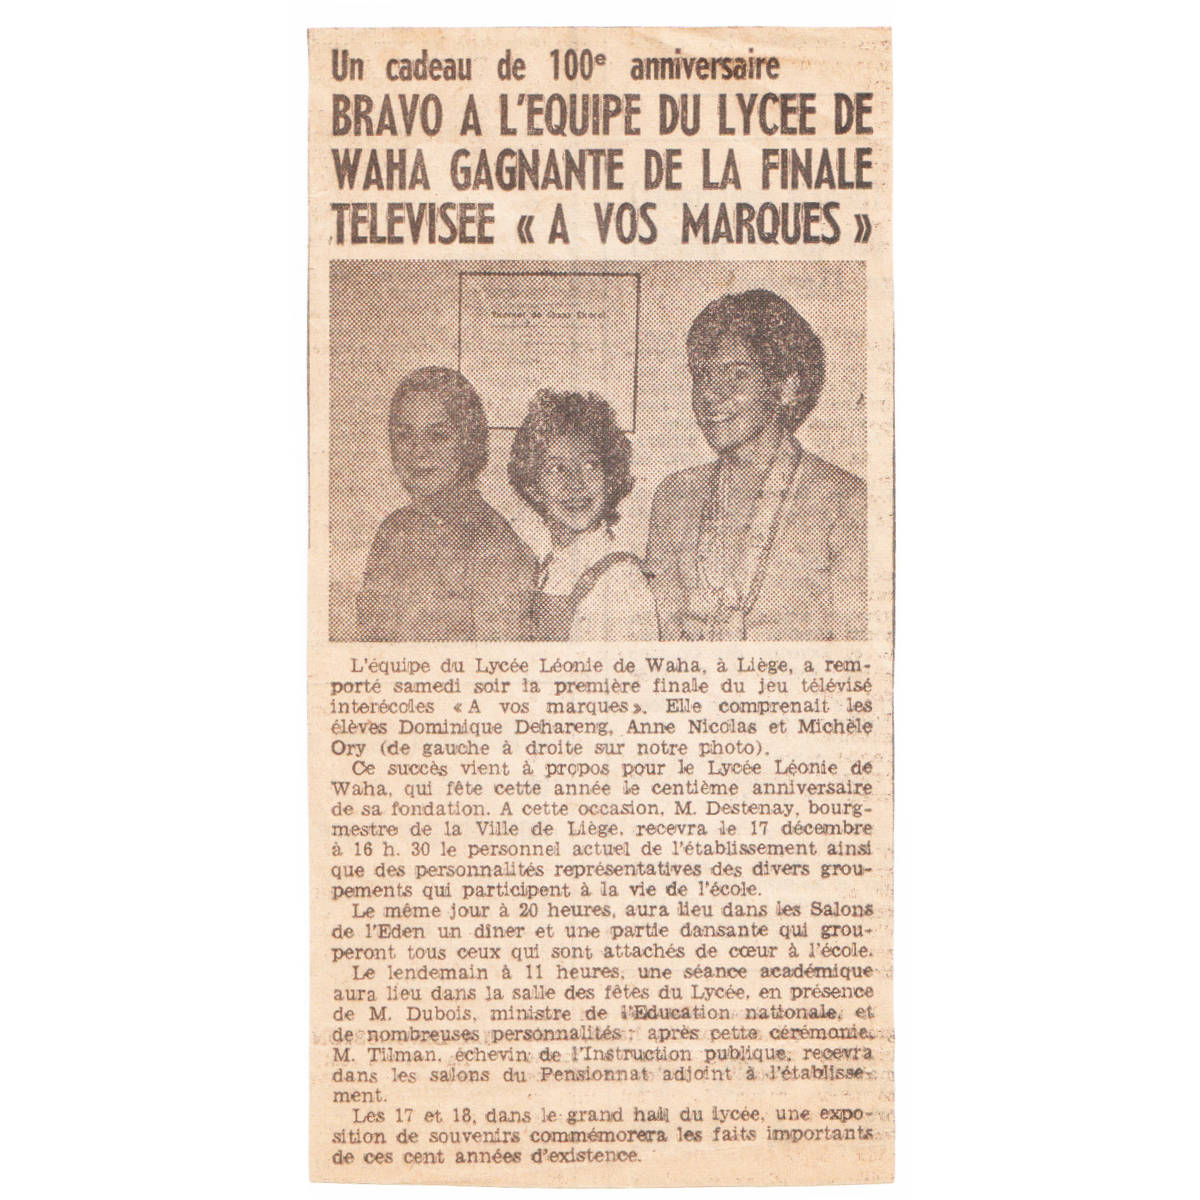 Un cadeau de 100e anniversaire
BRAVO A L'EQUIPE DU LYCEE DE
WAHA GAGNANTE DE LA FINALE
TELEVISEE « A VOS MARQUES »
Tournoi de Chant Choral
L'équipe du Lycée Léonie de Waha, à Liège, a rem-
porté samedi soir la première finale du jeu télévisé
interécoles « A vos marques ». Elle comprenait les
élèves Dominique Dehareng, Anne Nicolas et Michèle
Ory (de gauche à droite sur notre photo).
Ce succès vient à propos pour le Lycée Léonie de
Waha, qui fête cette année le centième anniversaire
de sa fondation. A cette occasion, M. Destenay, bourg-
mestre de la Ville de Liège, recevra le 17 décembre
à 16 h. 30 le personnel actuel de l'établissement ainsi
que des personnalités représentatives des divers grou-
pements qui participent à la vie de l'école.
Le même jour à 20 heures, aura lieu dans les Salons
de l'Eden un dîner et une partie dansante qui grou-
peront tous ceux qui sont attachés de cœur à l'école.
Le lendemain à 11 heures, une séance académique
aura lieu dans la salle des fêtes du Lycée, en présence
de M. Dubois, ministre de l'Education nationale, et
de nombreuses personnalités ; après cette cérémonie,
M. Tilman, échevin de l'Instruction publique, recevra
dans les salons du Pensionnat adjoint à l'établisse-
ment.
Les 17 et 18, dans le grand hall du lycée, une expo-
sition de souvenirs commémorera les faits importants
de ces cent années d'existence.